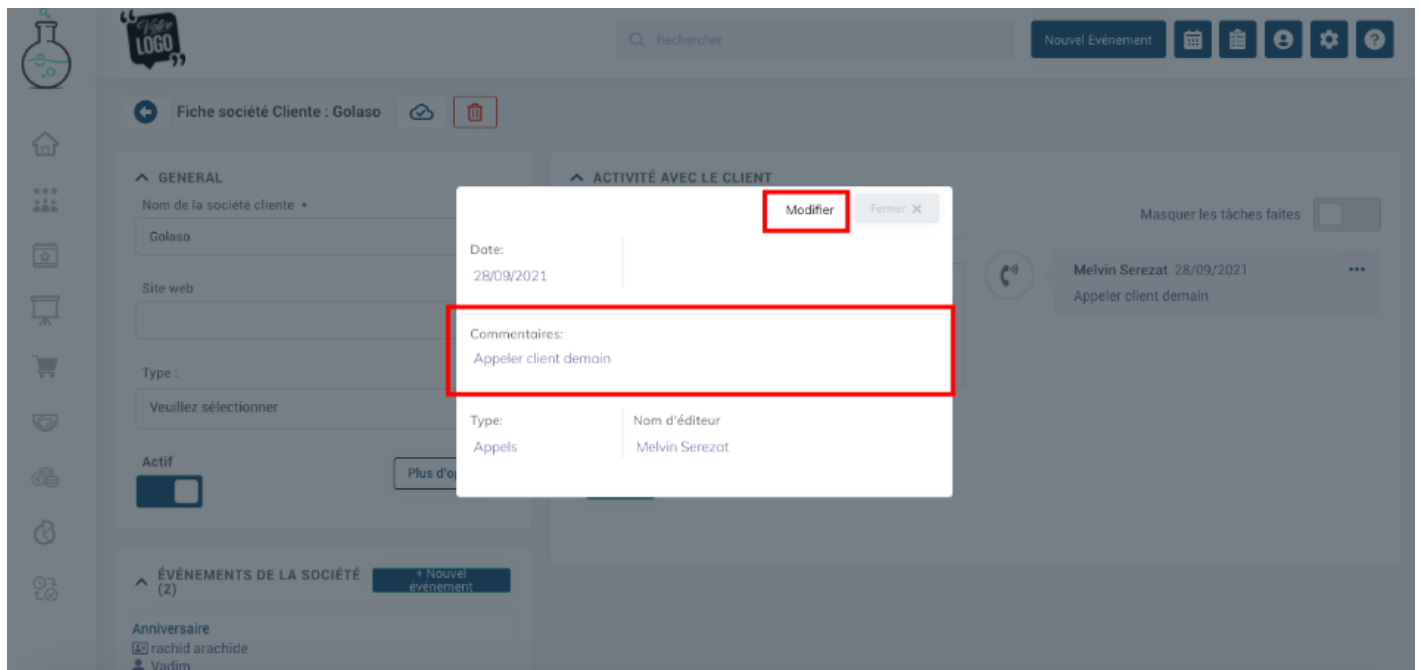 Votre
LOGO
Rechercher
Nouvel Evénement
Fiche société Cliente : Golaso
GENERAL
Nom de la société cliente
Golaso
Site web
Type :
Veuillez sélectionner
Actif
Plus d'o
ÉVÉNEMENTS DE LA SOCIÉTÉ
(2)
+ Nouvel
événement
Anniversaire
rachid arachide
Vadim
ACTIVITÉ AVEC LE CLIENT
Masquer les tâches faites
Melvin Serezat 28/09/2021
Appeler client demain
Modifier
Fermer X
Date:
28/09/2021
Commentaires:
Appeler client demain
Type:
Nom d'éditeur
Appels
Melvin Serezat